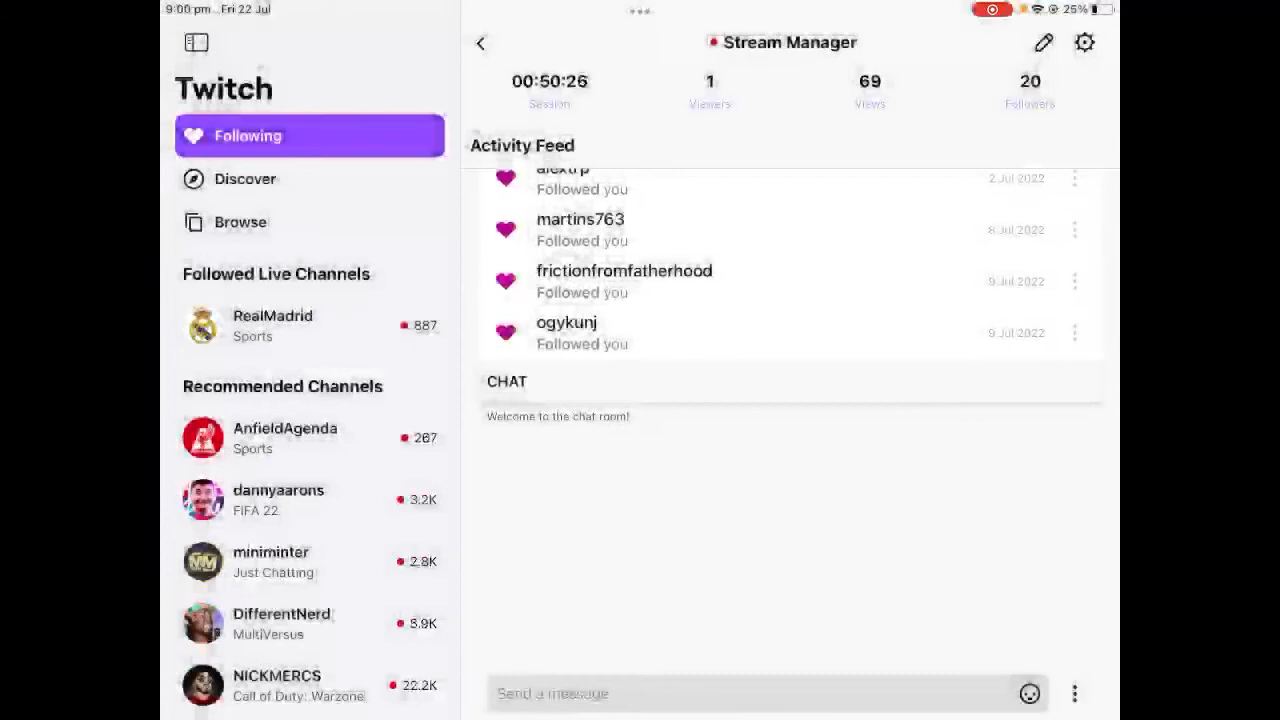 9:00 pm Fri 22 Jul
25%
Twitch
Following
Discover
Browse
Followed Live Channels
RealMadrid
887
Sports
Recommended Channels
AnfieldAgenda
267
Sports
dannyaarons
3.2K
FIFA 22
miniminter
2.8K
Just Chatting
DifferentNerd
5.9K
MultiVersus
NICKMERCS
22.2K
Call of Duty: Warzone
Stream Manager
00:50:26 1 69 20
Session Viewers Views Followers
Activity Feed
2 Jul 2022
Followed you
martins763
8 Jul 2022
Followed you
frictionfromfatherhood
9 Jul 2022
Followed you
ogykunj
9 Jul 2022
Followed you
CHAT
Welcome to the chat room!
Send a message